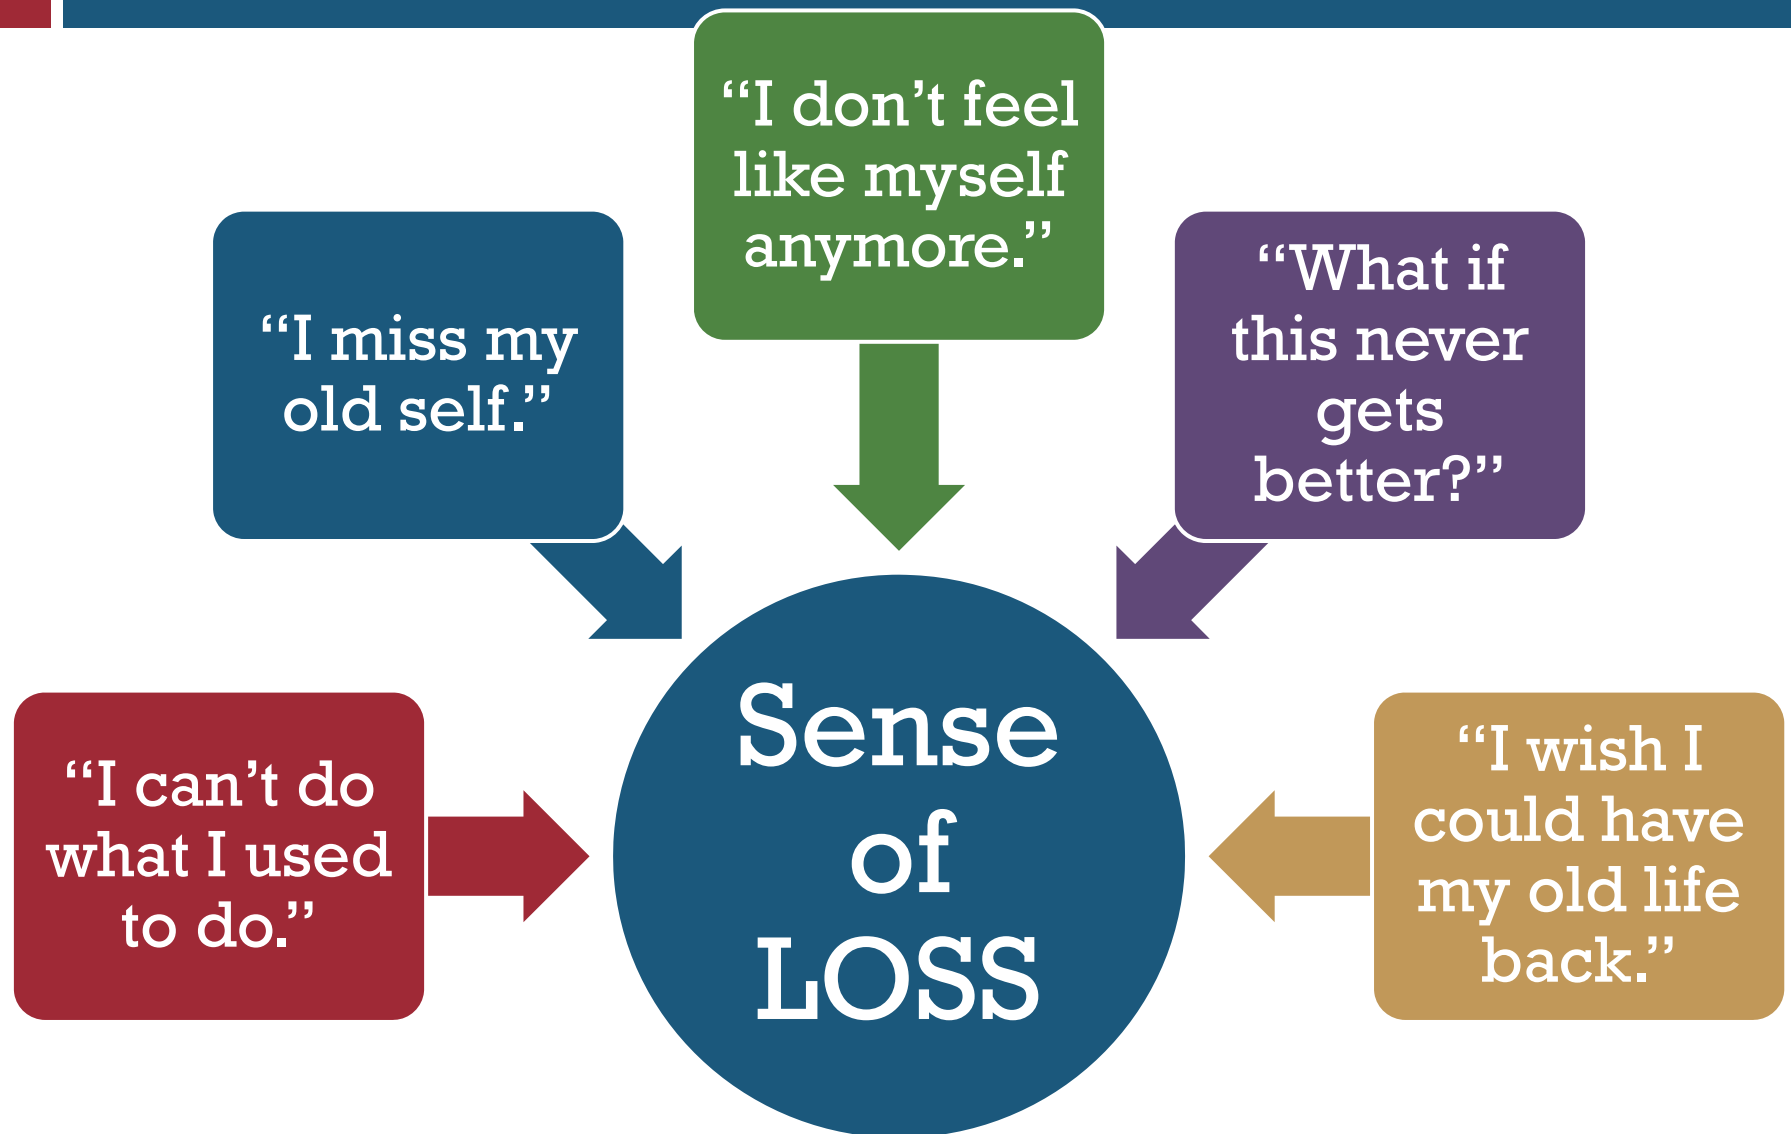 “I don’t feel
like myself
anymore.”
“I miss my
old self.”
“What if
this never
gets
better?”
“I can’t do
what I used
to do.”
Sense
of
LOSS
“I wish I
could have
my old life
back.”